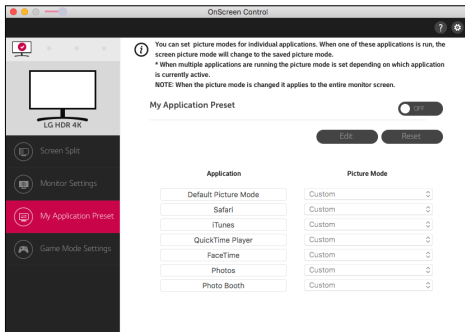 OnScreen Control
?
i
You can set picture modes for individual applications. When one of these applications is run, the
screen picture mode will change to the saved
picture mode.
* When multiple applications are running the picture mode is set depending on which application
is currently active.
NOTE: When the picture mode is changed it applies to the entire monitor screen.
LG HDR 4K
Screen Split
Monitor Settings
My Application Preset
Game Mode Settings
My Application Preset
OFF
Edit Reset
Application Picture Mode
Default Picture Mode Custom
Safari Custom
iTunes Custom
QuickTime Player Custom
FaceTime Custom
Photos Custom
Photo Booth Custom